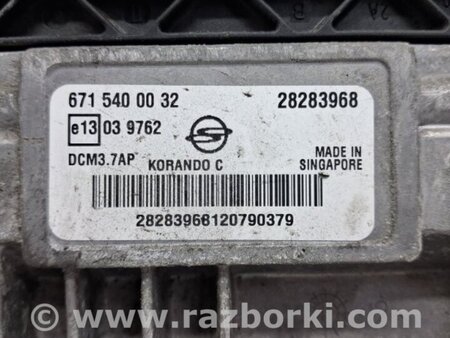 671 540 00 32 28283968
e13 03 9762
DCM3.7AP KORANDO C MADE IN
SINGAPORE
28283966120790379
www.razborki.com